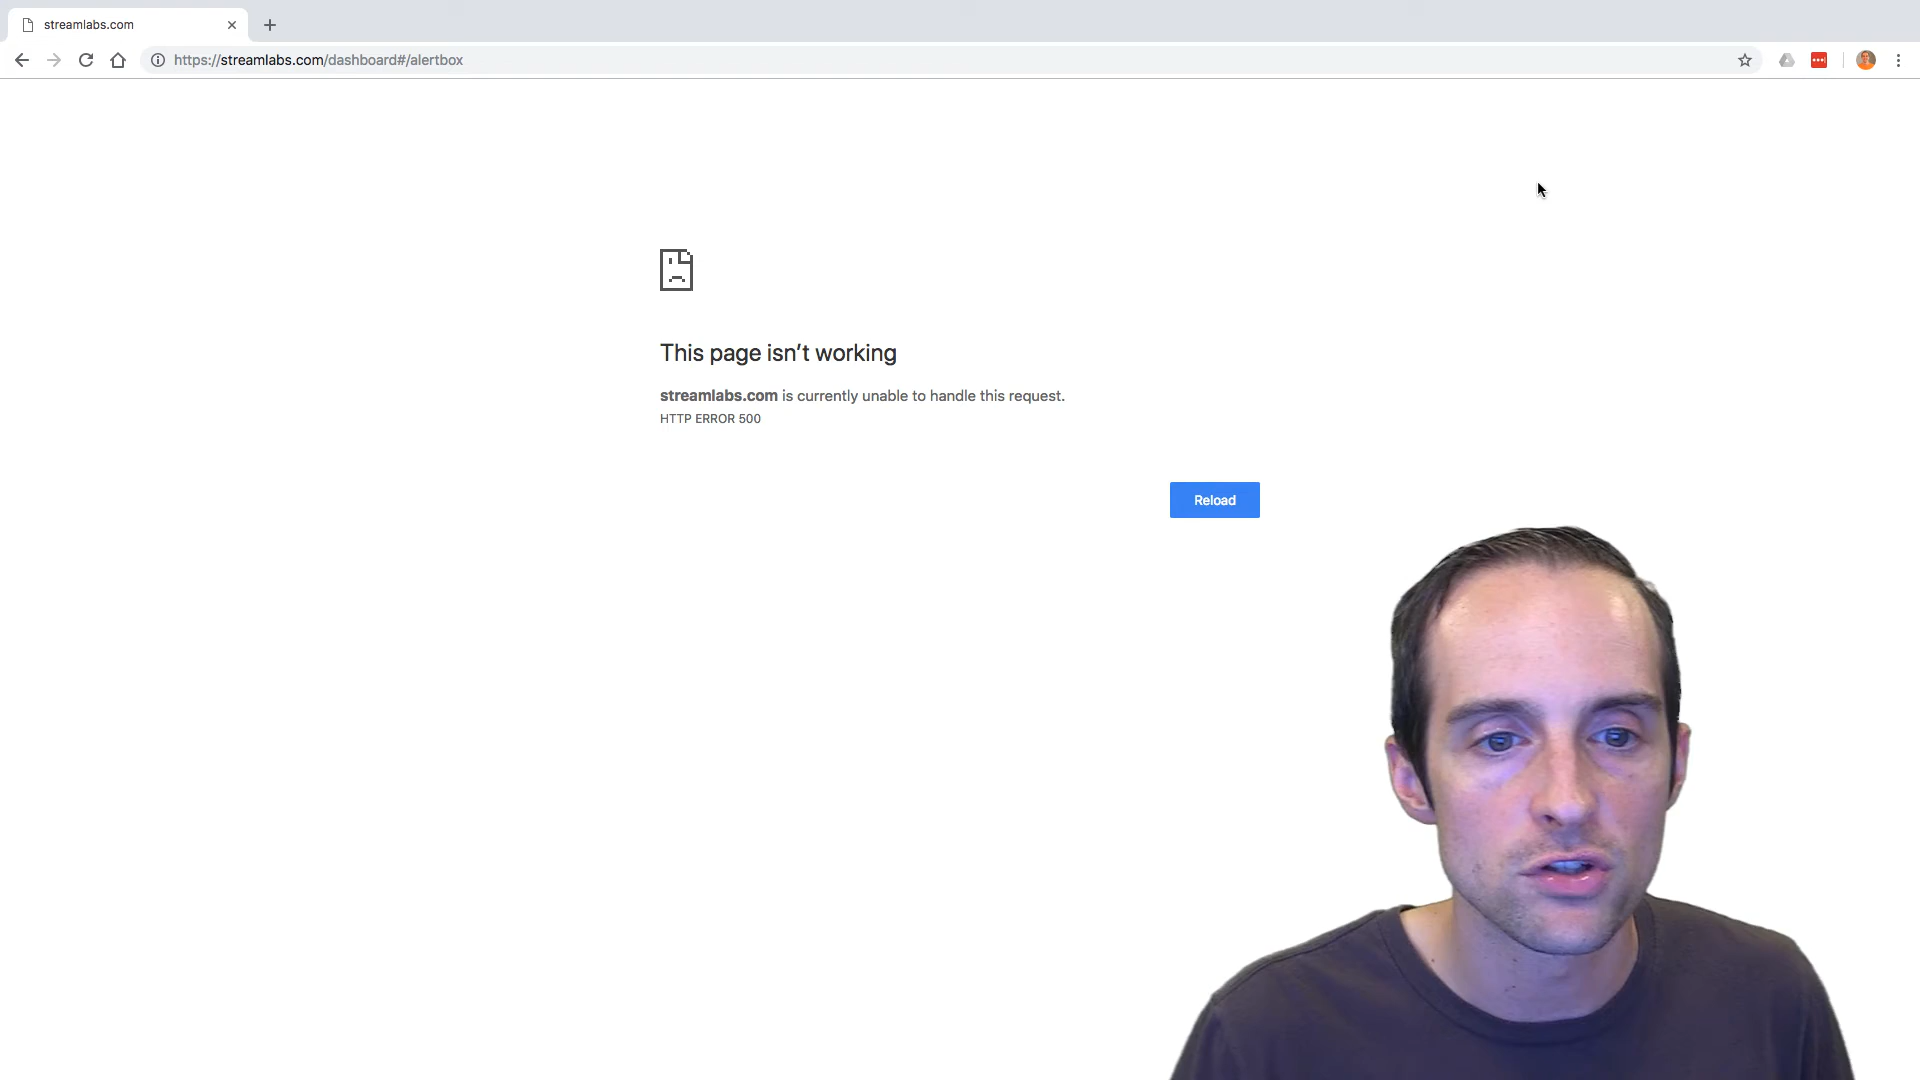 streamlabs.com
https://streamlabs.com/dashboard#/alertbox
This page isn’t working
streamlabs.com is currently unable to handle this request.
HTTP ERROR 500
Reload